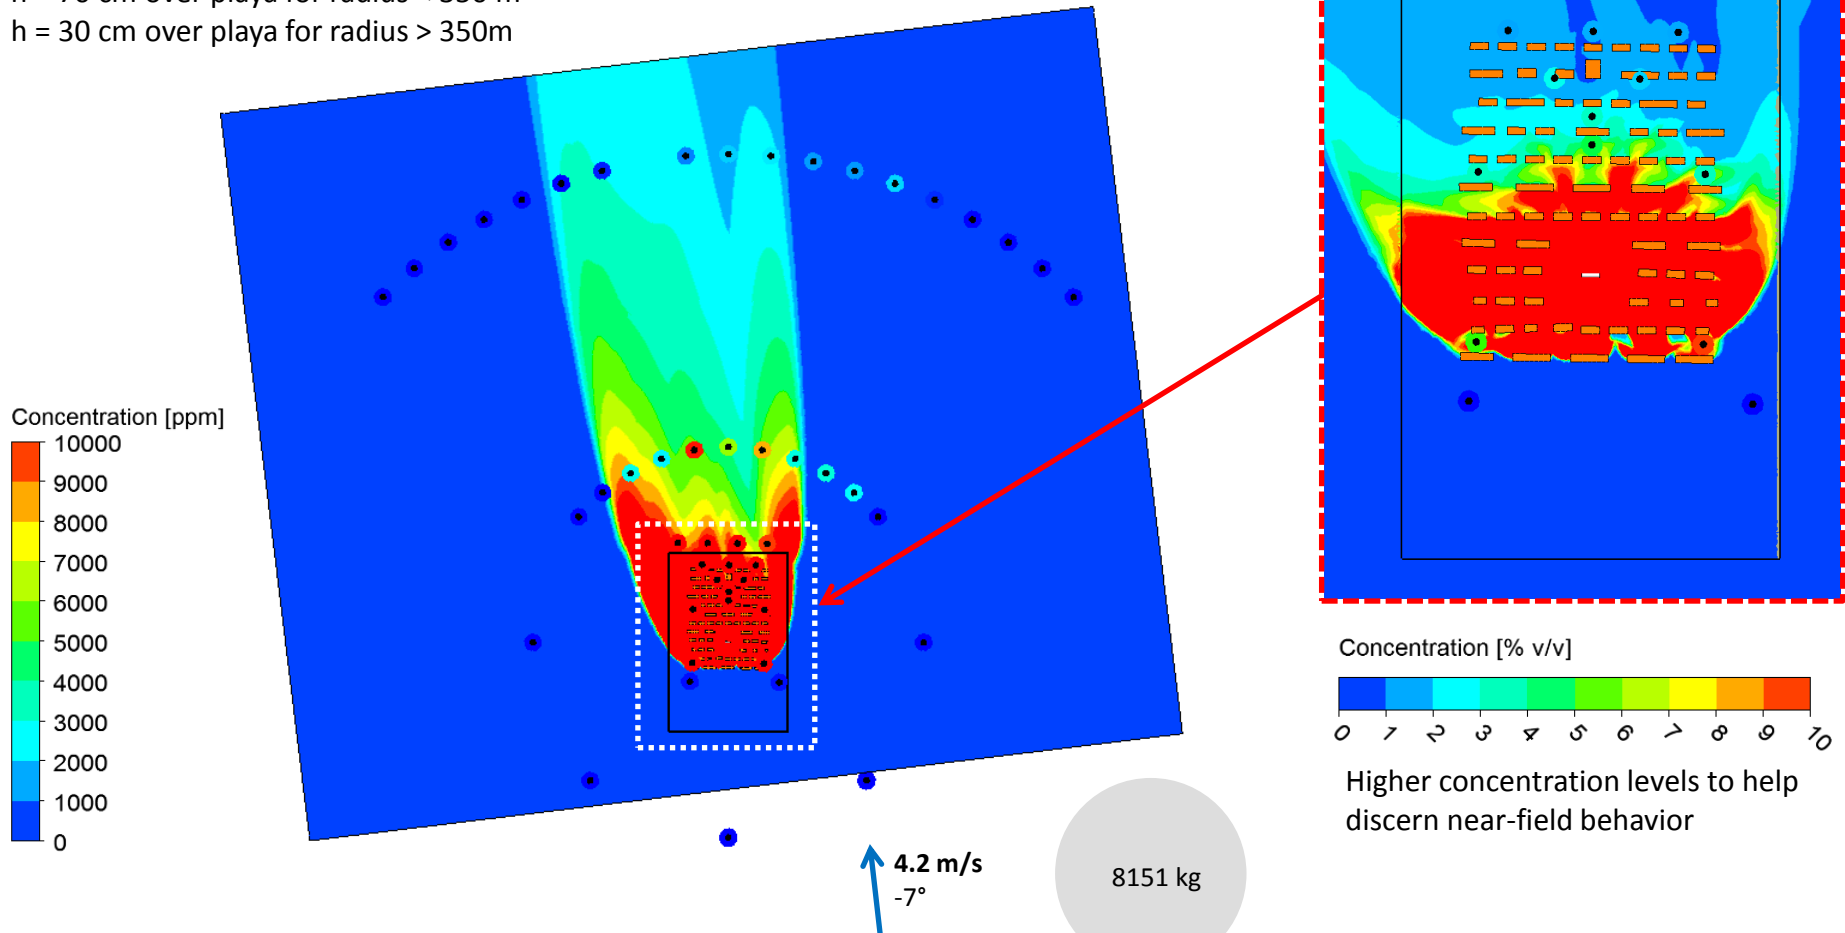 h = 30 cm over playa for radius > 350m
Concentration [ppm]
10000
9000
8000
7000
6000
5000
4000
3000
2000
1000
0
4.2 m/s
-7°
8151 kg
Concentration [% v/v]
0 1 2 3 4 5 6 7 8 9 10
Higher concentration levels to help
discern near-field behavior